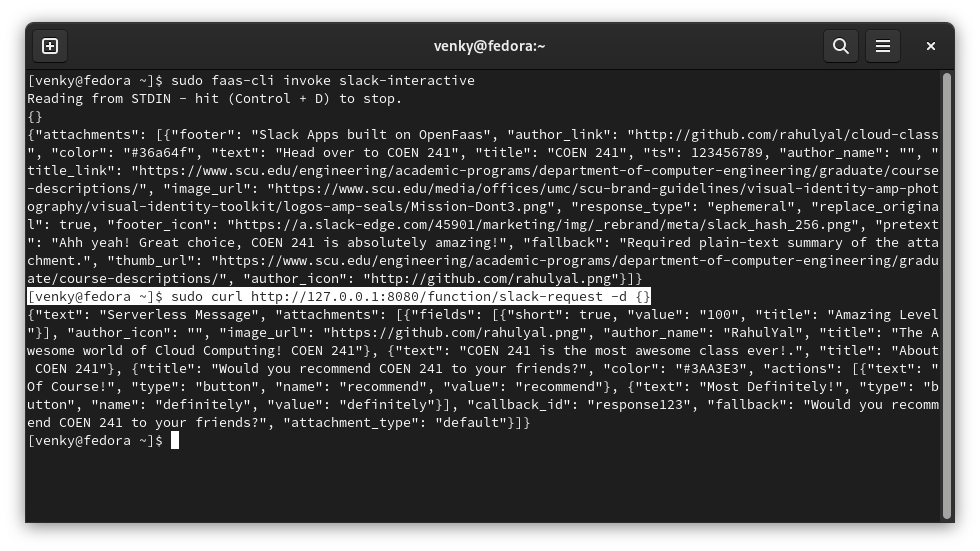 venky@fedora:~
[venky@fedora ~]$ sudo faas-cli invoke slack-interactive
Reading from STDIN - hit (Control + D) to stop.
{}
{"attachments": [{"footer": "Slack Apps built on OpenFaas", "author_link": "http://github.com/rahulyal/cloud-class
", "color": "#36a64f", "text": "Head over to COEN 241", "title": "COEN 241", "ts": 123456789, "author_name": "", "
title_link": "https://www.scu.edu/engineering/academic-programs/department-of-computer-engineering/graduate/course
-descriptions/", "image_url": "https://www.scu.edu/media/offices/umc/scu-brand-guidelines/visual-identity-amp-phot
ography/visual-identity-toolkit/logos-amp-seals/Mission-Dont3.png", "response_type": "ephemeral", "replace_origina
l": true, "footer_icon": "https://a.slack-edge.com/45901/marketing/img/_rebrand/meta/slack_hash_256.png", "pretext
": "Ahh yeah! Great choice, COEN 241 is absolutely amazing!", "fallback": "Required plain-text summary of the atta
chment.", "thumb_url": "https://www.scu.edu/engineering/academic-programs/department-of-computer-engineering/gradu
ate/course-descriptions/", "author_icon": "http://github.com/rahulyal.png"}]}
[venky@fedora ~]$ sudo curl http://127.0.0.1:8080/function/slack-request -d {}
{"text": "Serverless Message", "attachments": [{"fields": [{"short": true, "value": "100", "title": "Amazing Level
"}], "author_icon": "", "image_url": "https://github.com/rahulyal.png", "author_name": "RahulYal", "title": "The A
wesome world of Cloud Computing! COEN 241"}, {"text": "COEN 241 is the most awesome class ever!.", "title": "About
 COEN 241"}, {"title": "Would you recommend COEN 241 to your friends?", "color": "#3AA3E3", "actions": [{"text": "
Of Course!", "type": "button", "name": "recommend", "value": "recommend"}, {"text": "Most Definitely!", "type": "b
utton", "name": "definitely", "value": "definitely"}], "callback_id": "response123", "fallback": "Would you recomm
end COEN 241 to your friends?", "attachment_type": "default"}]}
[venky@fedora ~]$